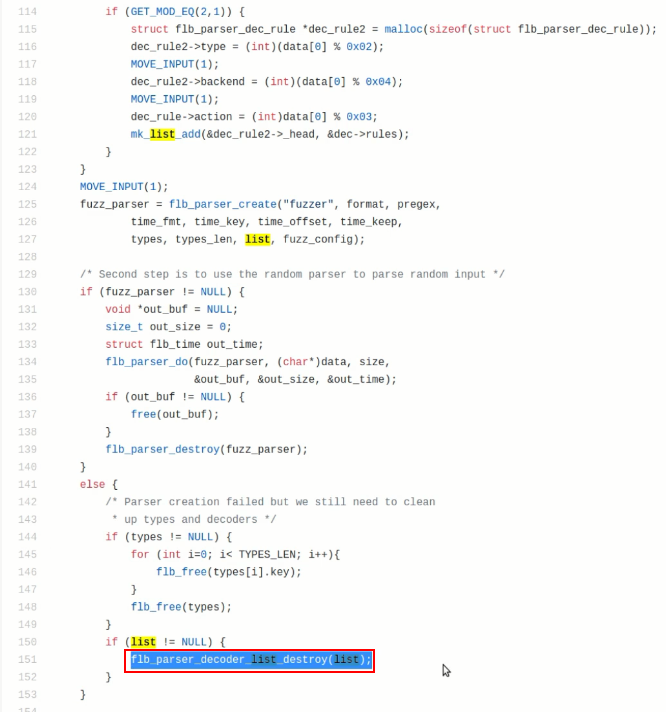 114 if (GET_MOD_EQ(2,1)) {
115 struct flb_parser_dec_rule *dec_rule2 = malloc(sizeof(struct flb_parser_dec_rule));
116 dec_rule2->type = (int)(data[0] % 0x02);
117 MOVE_INPUT(1);
118 dec_rule2->backend = (int)(data[0] % 0x04);
119 MOVE_INPUT(1);
120 dec_rule->action = (int)data[0] % 0x03;
121 mk_list_add(&dec_rule2->_head, &dec->rules);
122 }
123 }
124 MOVE_INPUT(1);
125 fuzz_parser = flb_parser_create("fuzzer", format, pregex,
126 time_fmt, time_key, time_offset, time_keep,
127 types, types_len, list, fuzz_config);
128
129 /* Second step is to use the random parser to parse random input */
130 if (fuzz_parser != NULL) {
131 void *out_buf = NULL;
132 size_t out_size = 0;
133 struct flb_time out_time;
134 flb_parser_do(fuzz_parser, (char*)data, size,
135 &out_buf, &out_size, &out_time);
136 if (out_buf != NULL) {
137 free(out_buf);
138 }
139 flb_parser_destroy(fuzz_parser);
140 }
141 else {
142 /* Parser creation failed but we still need to clean
143 * up types and decoders */
144 if (types != NULL) {
145 for (int i=0; i< TYPES_LEN; i++){
146 flb_free(types[i].key);
147 }
148 flb_free(types);
149 }
150 if (list != NULL) {
151 flb_parser_decoder_list_destroy(list);
152 }
153 }